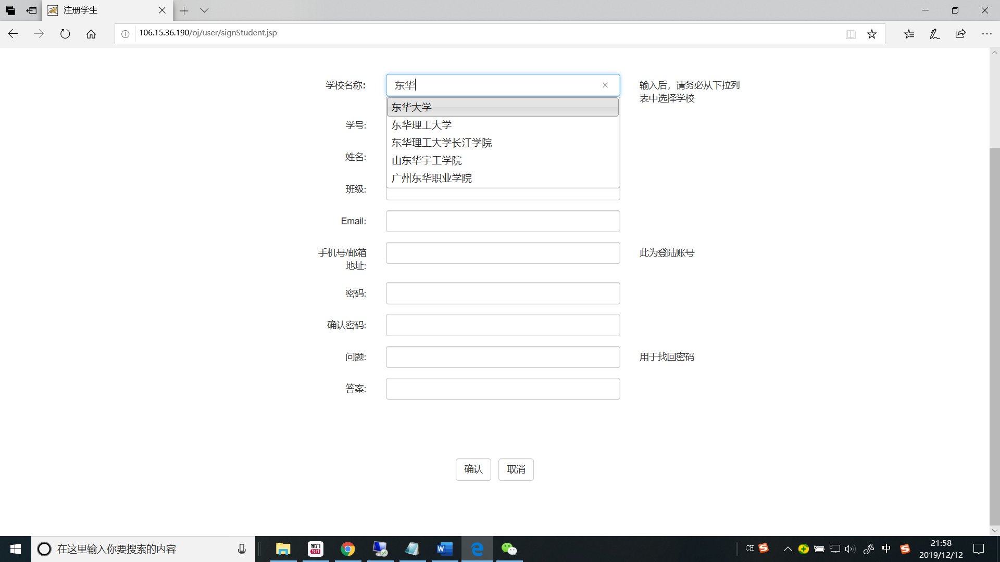 注册学生
106.15.36.190/oj/user/signStudent.jsp
学校名称:
东华
输入后，请务必从下拉列
表中选择学校
东华大学
学号:
东华理工大学
东华理工大学长江学院
姓名:
山东华宇工学院
广州东华职业学院
班级:
Email:
手机号/邮箱
地址:
此为登陆账号
密码:
确认密码:
问题:
用于找回密码
答案:
确认
取消
在这里输入你要搜索的内容
掌门
1对1
CH
中
21:58
2019/12/12